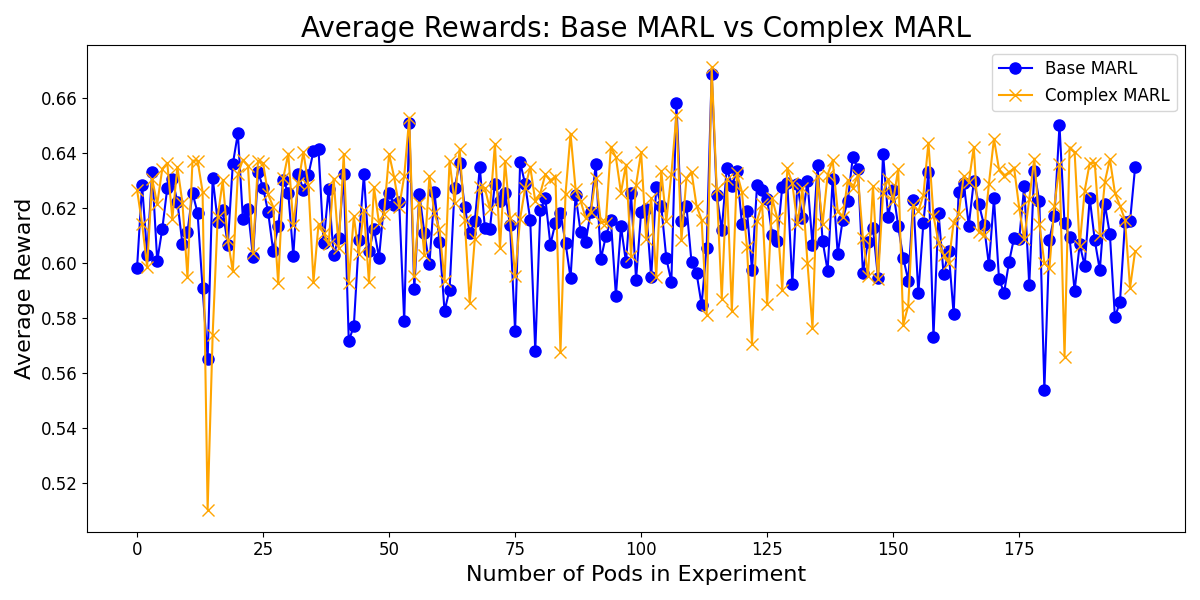 Average Rewards: Base MARL vs Complex MARL
Base MARL
Complex MARL
Average Reward
0.66
0.64
0.62
0.60
0.58
0.56
0.54
0.52
0 25 50 75 100 125 150 175
Number of Pods in Experiment